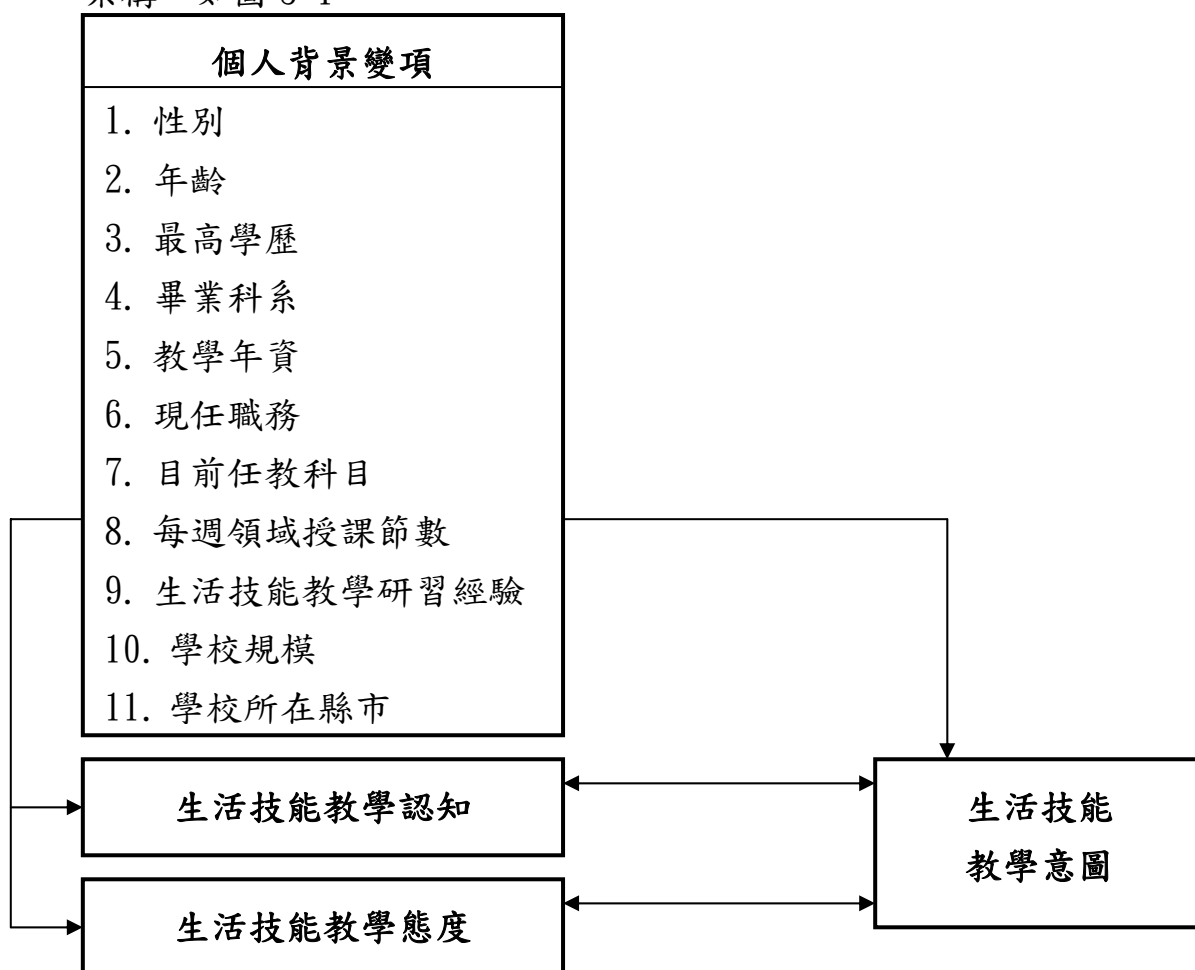 個人背景變項
1. 性別
2. 年齡
3. 最高學歷
4. 畢業科系
5. 教學年資
6. 現任職務
7. 目前任教科目
8. 每週領域授課節數
9. 生活技能教學研習經驗
10. 學校規模
11. 學校所在縣市
生活技能教學認知
生活技能
教學意圖
生活技能教學態度